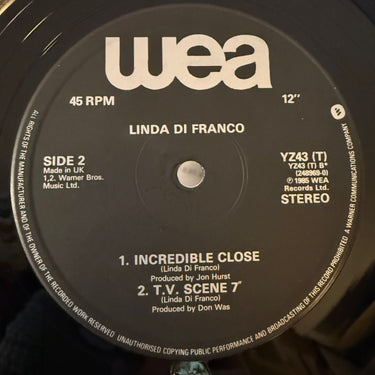 wea
45 RPM
12"
LINDA DI FRANCO
SIDE 2
Made in UK
1,2. Warner Bros.
Music Ltd.
YZ43 (T)
YZ43 (T) B*
(248969-0)
℗ 1985 WEA
Records Ltd.
STEREO
1. INCREDIBLE CLOSE
(Linda Di Franco)
Produced by Jon Hurst
2. T.V. SCENE 7"
(Linda Di Franco)
Produced by Don Was
ALL RIGHTS OF THE MANUFACTURER AND OF THE OWNER OF THE RECORDED WORK RESERVED UNAUTHORISED COPYING PUBLIC PERFORMANCE AND BROADCASTING OF THIS RECORD PROHIBITED. A WARNER COMMUNICATIONS COMPANY.